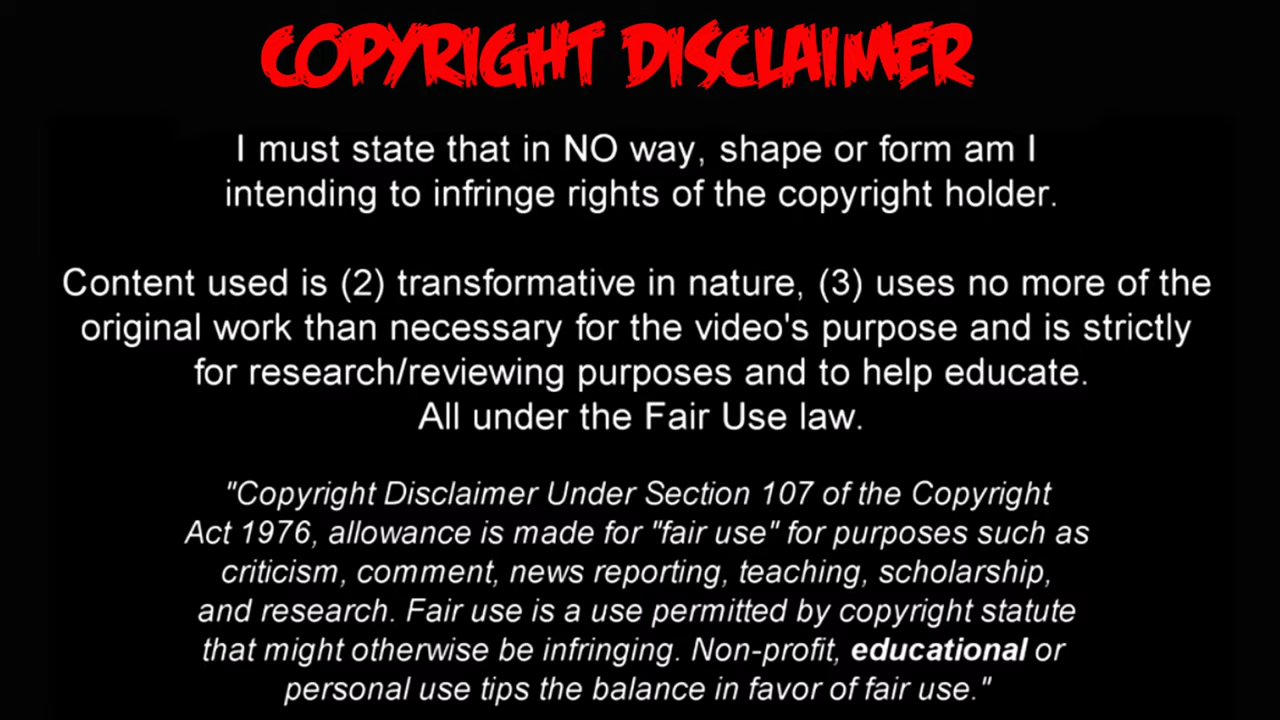 COPYRIGHT DISCLAIMER
I must state that in NO way, shape or form am I
intending to infringe rights of the copyright holder.
Content used is (2) transformative in nature, (3) uses no more of the
original work than necessary for the video's purpose and is strictly
for research/reviewing purposes and to help educate.
All under the Fair Use law.
"Copyright Disclaimer Under Section 107 of the Copyright
Act 1976, allowance is made for "fair use" for purposes such as
criticism, comment, news reporting, teaching, scholarship,
and research. Fair use is a use permitted by copyright statute
that might otherwise be infringing. Non-profit, educational or
personal use tips the balance in favor of fair use."